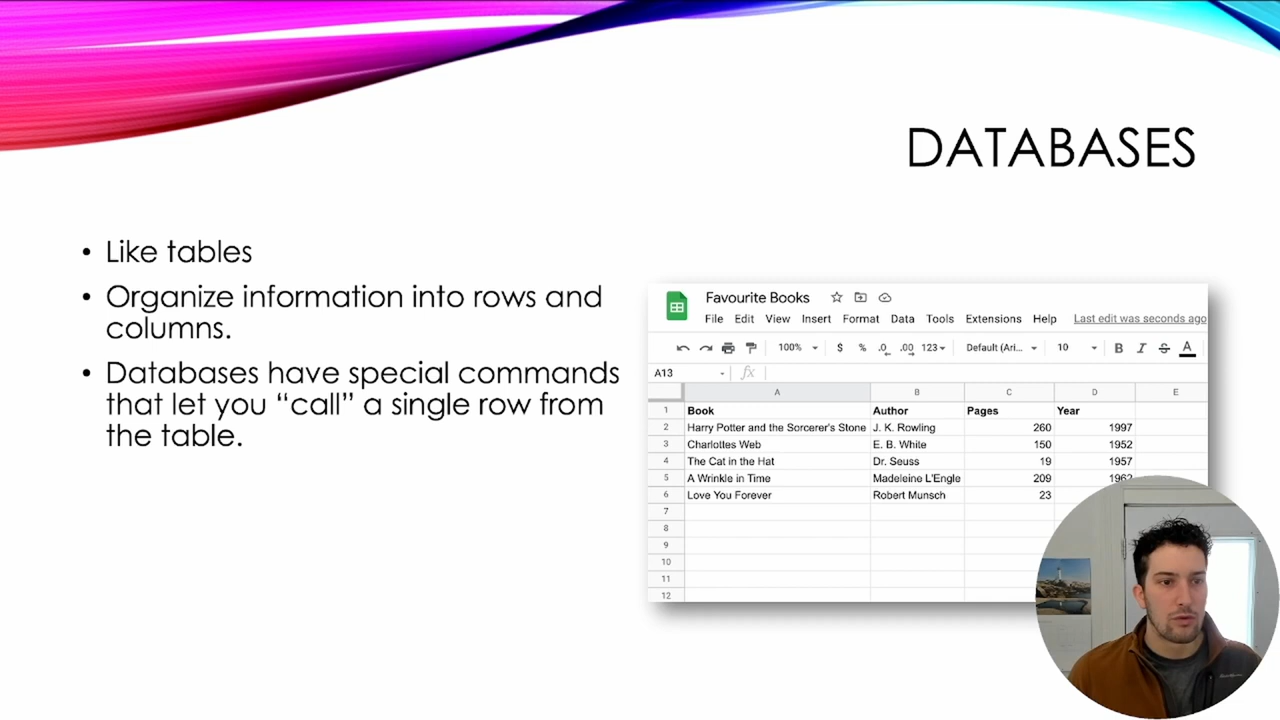 DATABASES
• Like tables
• Organize information into rows and
columns.
• Databases have special commands
that let you “call” a single row from
the table.
Favourite Books
File Edit View Insert Format Data Tools Extensions Help Last edit was seconds ago
100% $ % .0 .00 123 Default (Ari... 10 B I S A
A13 fx
A B C D E
1 Book Author Pages Year
2 Harry Potter and the Sorcerer's Stone J. K. Rowling 260 1997
3 Charlottes Web E. B. White 150 1952
4 The Cat in the Hat Dr. Seuss 19 1957
5 A Wrinkle in Time Madeleine L'Engle 209 1962
6 Love You Forever Robert Munsch 23
7
8
9
10
11
12